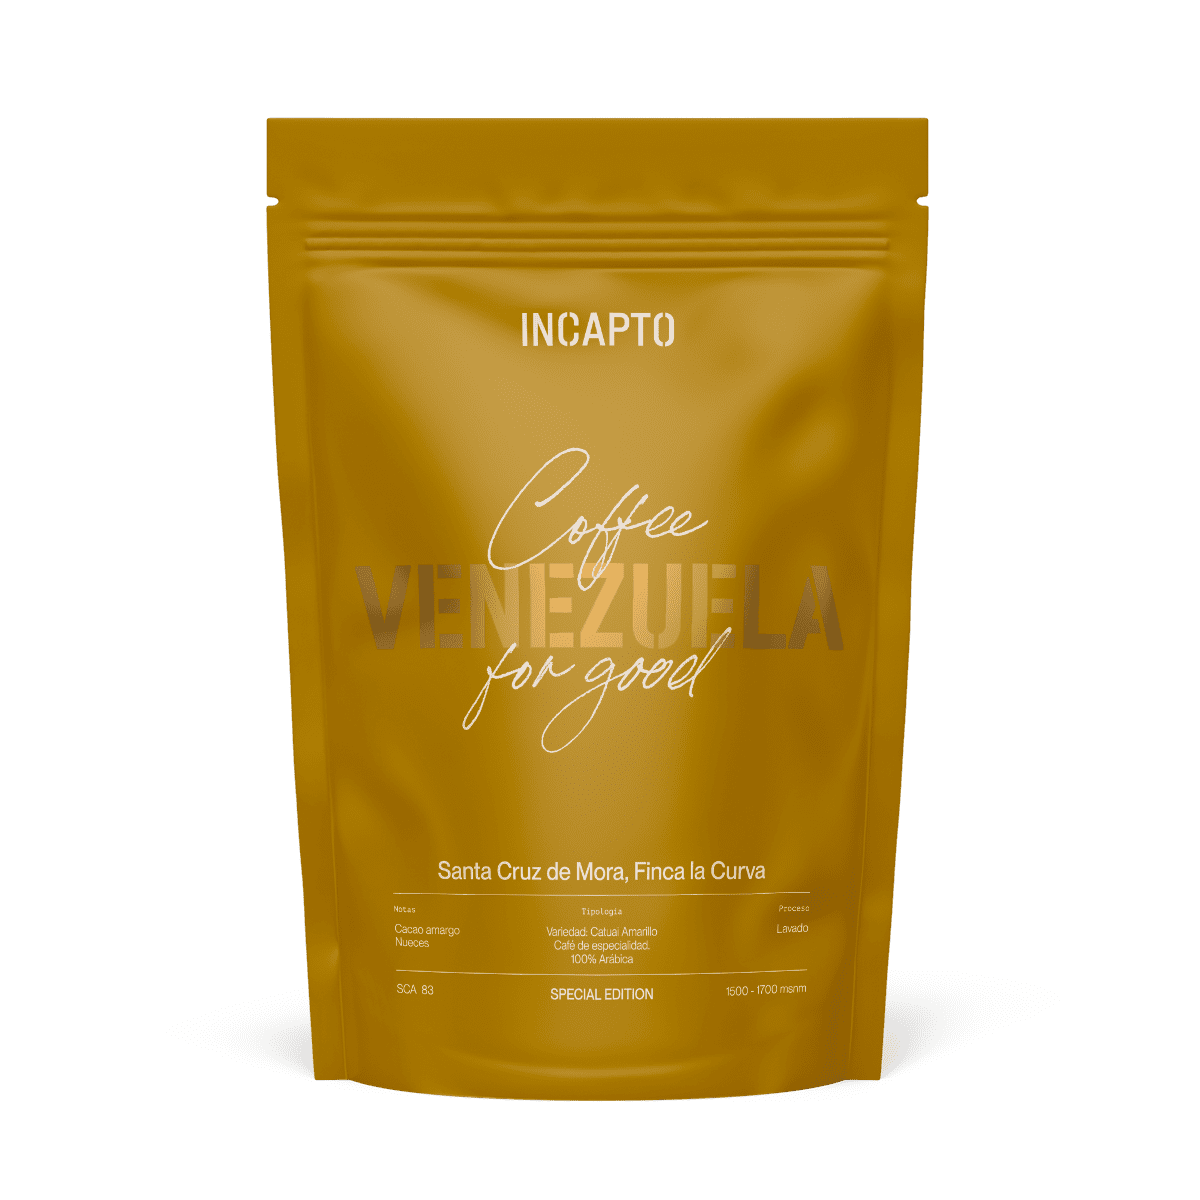 INCAPTO
Coffee
VENEZUELA
for good
Santa Cruz de Mora, Finca la Curva
Notas
Cacao amargo
Nueces
Tipología
Variedad: Catuai Amarillo
Café de especialidad.
100% Arábica
Proceso
Lavado
SCA 83
SPECIAL EDITION
1500 - 1700 msnm